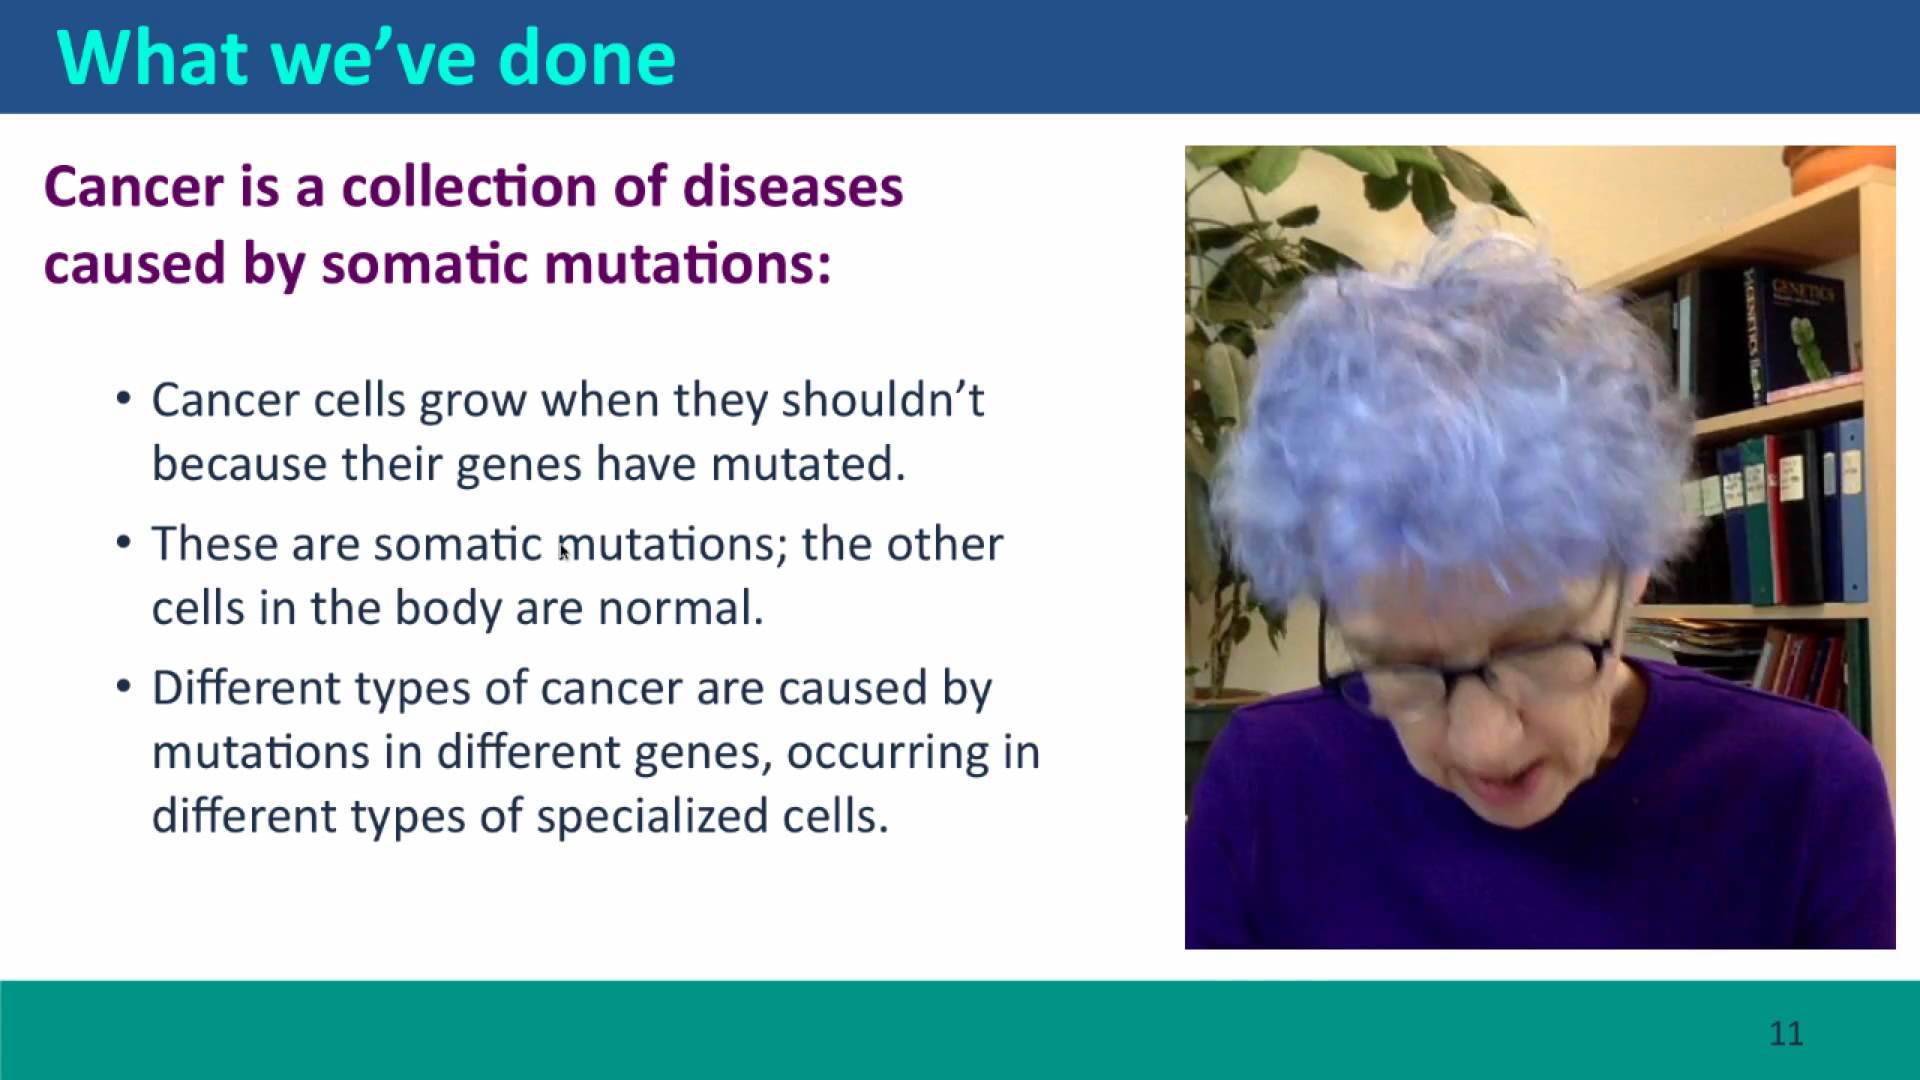 What we’ve done
Cancer is a collection of diseases
caused by somatic mutations:
• Cancer cells grow when they shouldn’t
because their genes have mutated.
• These are somatic mutations; the other
cells in the body are normal.
• Different types of cancer are caused by
mutations in different genes, occurring in
different types of specialized cells.
GENETICS
GENETICS
11